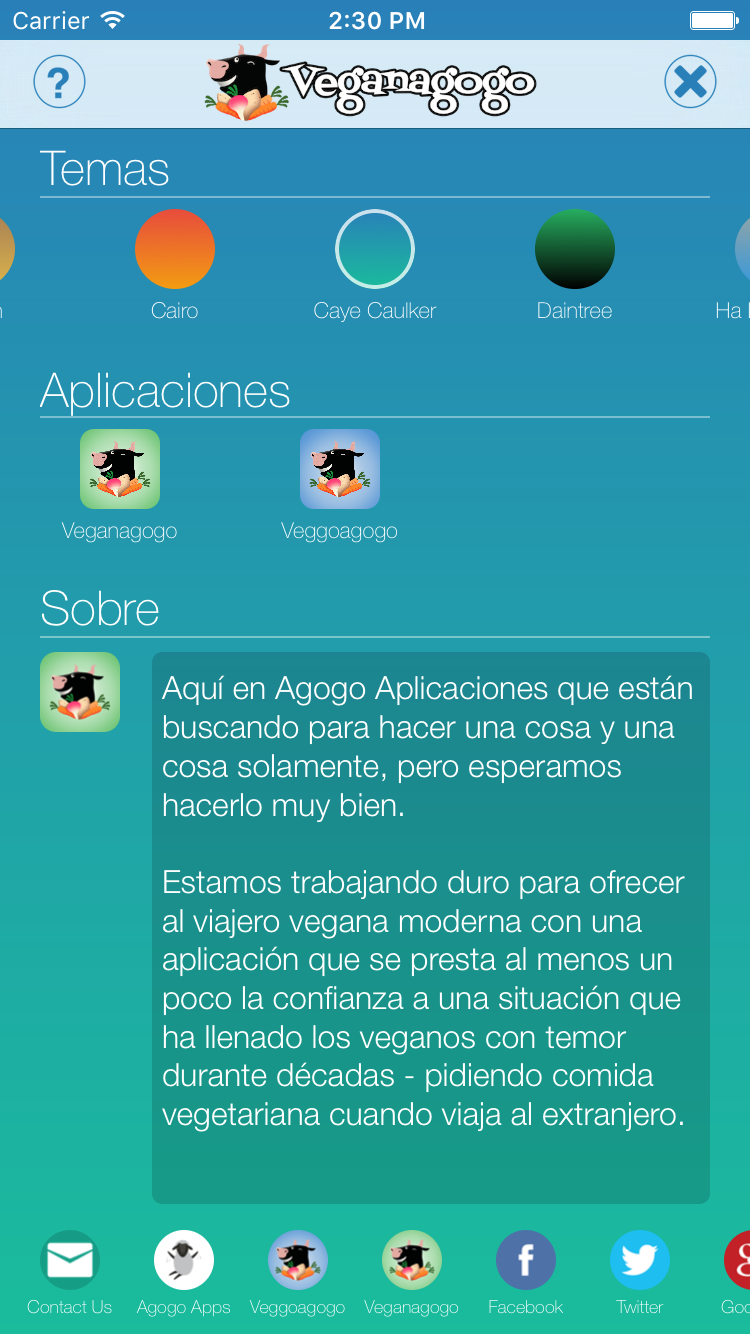 Carrier 2:30 PM
? Veganagogo
Temas
Cairo Caye Caulker Daintree Ha
Aplicaciones
Veganagogo Veggoagogo
Sobre
Aquí en Agogo Aplicaciones que están
buscando para hacer una cosa y una
cosa solamente, pero esperamos
hacerlo muy bien.
Estamos trabajando duro para ofrecer
al viajero vegana moderna con una
aplicación que se presta al menos un
poco la confianza a una situación que
ha llenado los veganos con temor
durante décadas - pidiendo comida
vegetariana cuando viaja al extranjero.
Contact Us Agogo Apps Veggoagogo Veganagogo Facebook Twitter